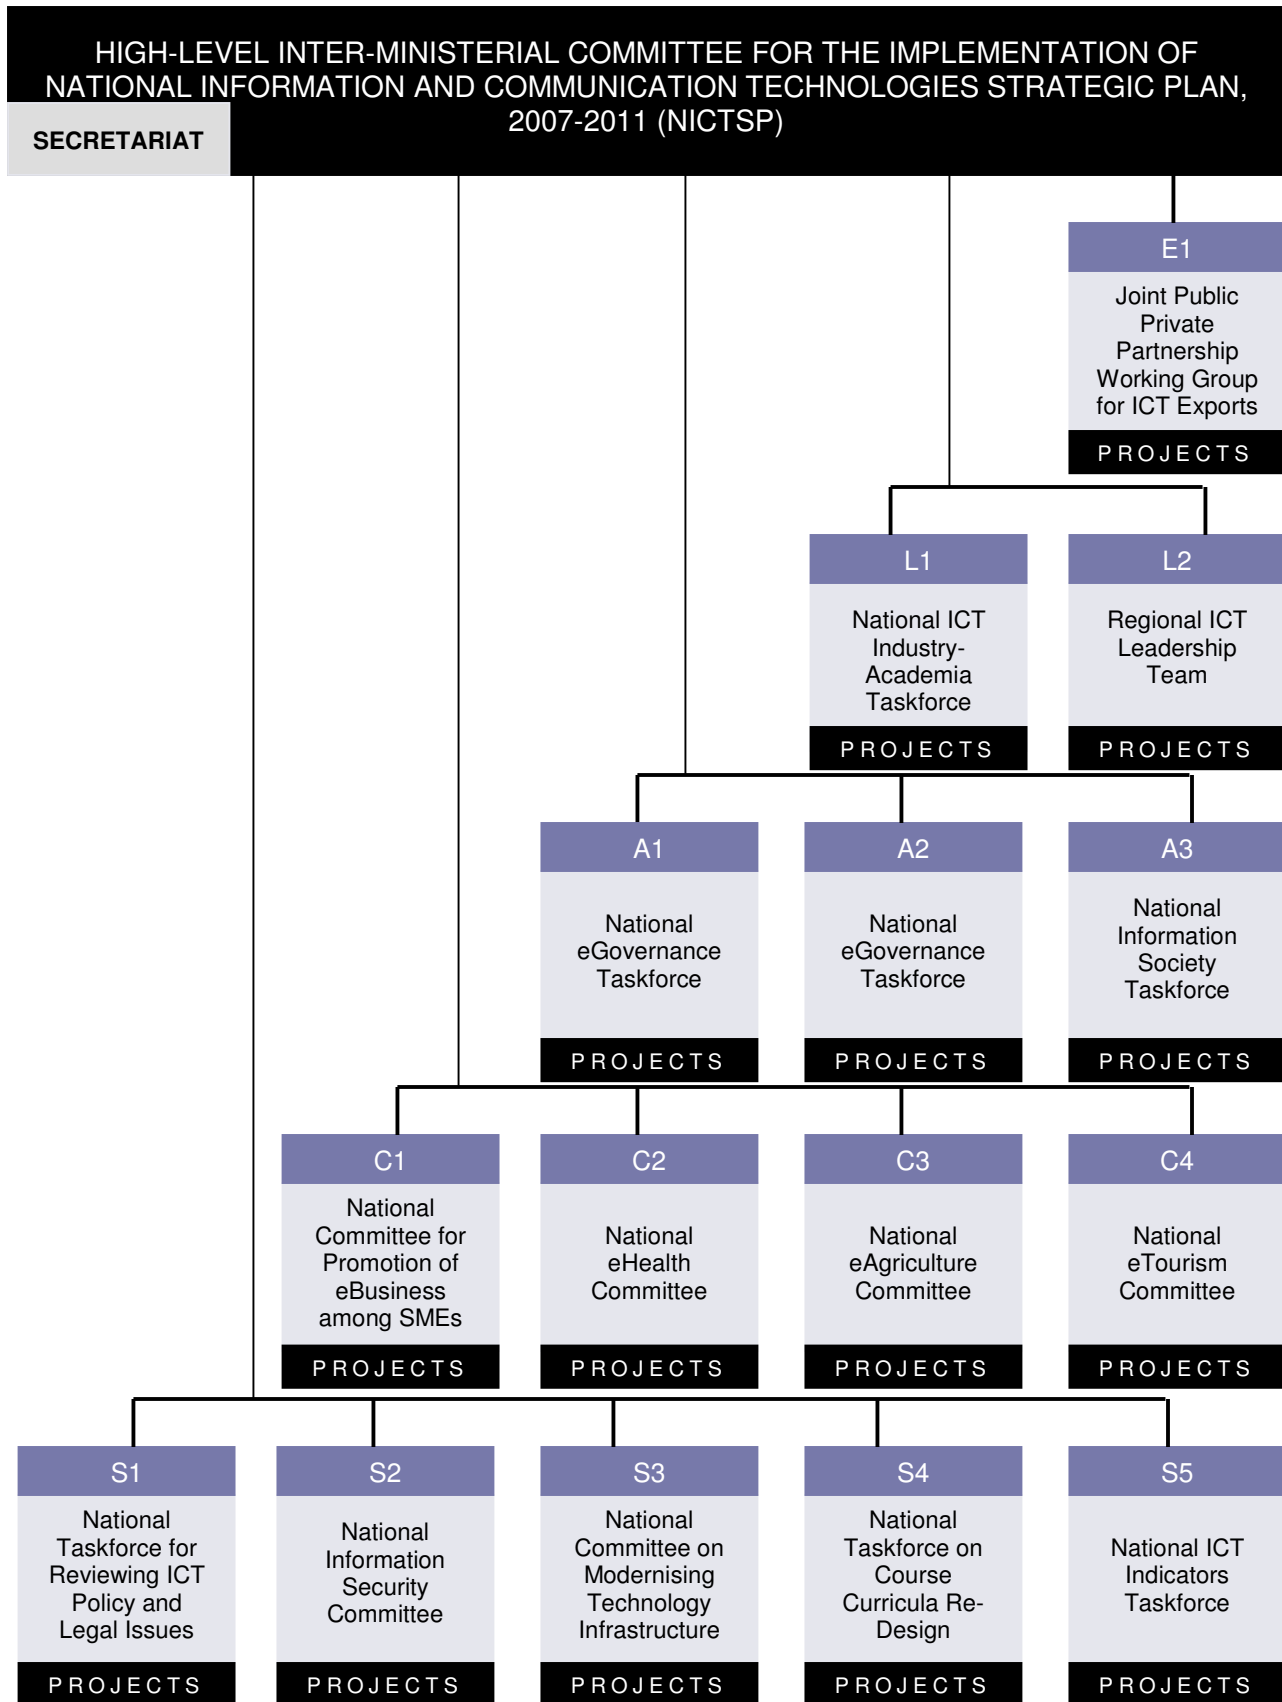 HIGH-LEVEL INTER-MINISTERIAL COMMITTEE FOR THE IMPLEMENTATION OF
NATIONAL INFORMATION AND COMMUNICATION TECHNOLOGIES STRATEGIC PLAN,
2007-2011 (NICTSP)
SECRETARIAT
E1
Joint Public
Private
Partnership
Working Group
for ICT Exports
PROJECTS
L1
National ICT
Industry-
Academia
Taskforce
PROJECTS
L2
Regional ICT
Leadership
Team
PROJECTS
A1
National
eGovernance
Taskforce
PROJECTS
A2
National
eGovernance
Taskforce
PROJECTS
A3
National
Information
Society
Taskforce
PROJECTS
C1
National
Committee for
Promotion of
eBusiness
among SMEs
PROJECTS
C2
National
eHealth
Committee
PROJECTS
C3
National
eAgriculture
Committee
PROJECTS
C4
National
eTourism
Committee
PROJECTS
S1
National
Taskforce for
Reviewing ICT
Policy and
Legal Issues
PROJECTS
S2
National
Information
Security
Committee
PROJECTS
S3
National
Committee on
Modernising
Technology
Infrastructure
PROJECTS
S4
National
Taskforce on
Course
Curricula Re-
Design
PROJECTS
S5
National ICT
Indicators
Taskforce
PROJECTS